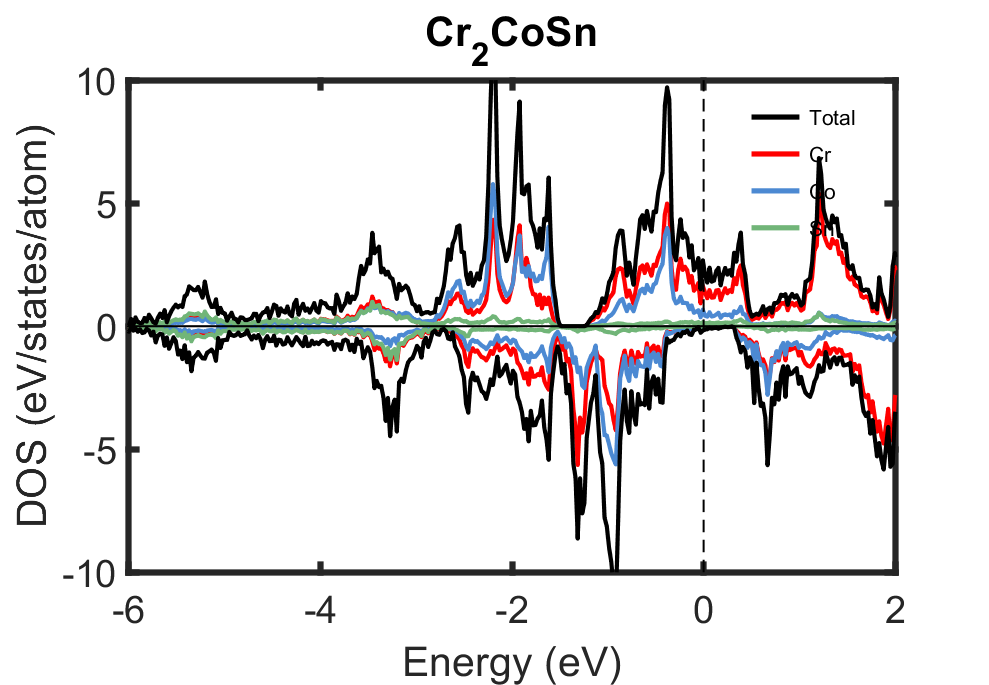 Cr2CoSn
10
5
0
-5
-10
DOS (eV/states/atom)
Total
Cr
Co
Sn
-6
-4
-2
0
2
Energy (eV)